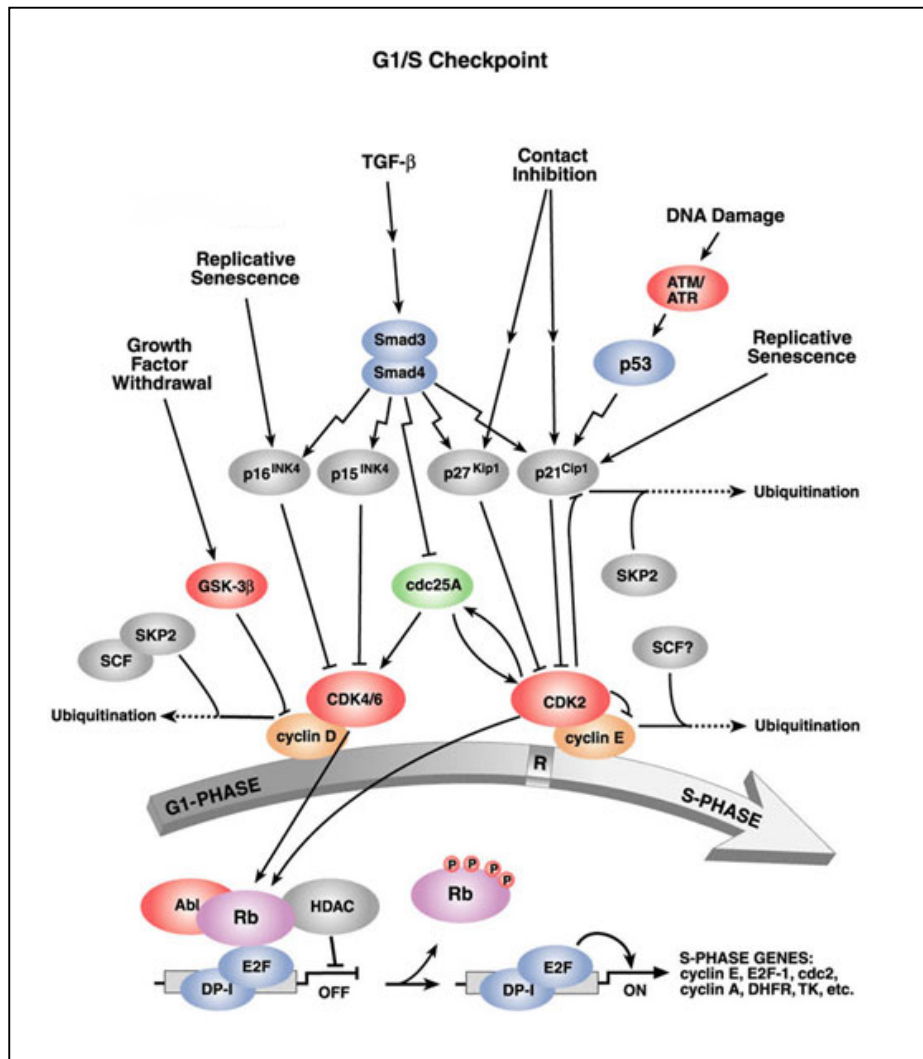 G1/S Checkpoint
TGF-β
Contact
Inhibition
DNA Damage
Replicative
Senescence
ATM/
ATR
Growth
Factor
Withdrawal
Smad3
Smad4
p53
Replicative
Senescence
p16INK4
p15INK4
p27Kip1
p21Cip1
Ubiquitination
GSK-3β
cdc25A
SKP2
SKP2
SCF
SCF?
CDK4/6
CDK2
Ubiquitination
cyclin D
cyclin E
Ubiquitination
G1-PHASE
R
S-PHASE
P P P P
Rb
Abl
Rb
HDAC
E2F
DP-I
OFF
E2F
DP-I
ON
S-PHASE GENES:
cyclin E, E2F-1, cdc2,
cyclin A, DHFR, TK, etc.